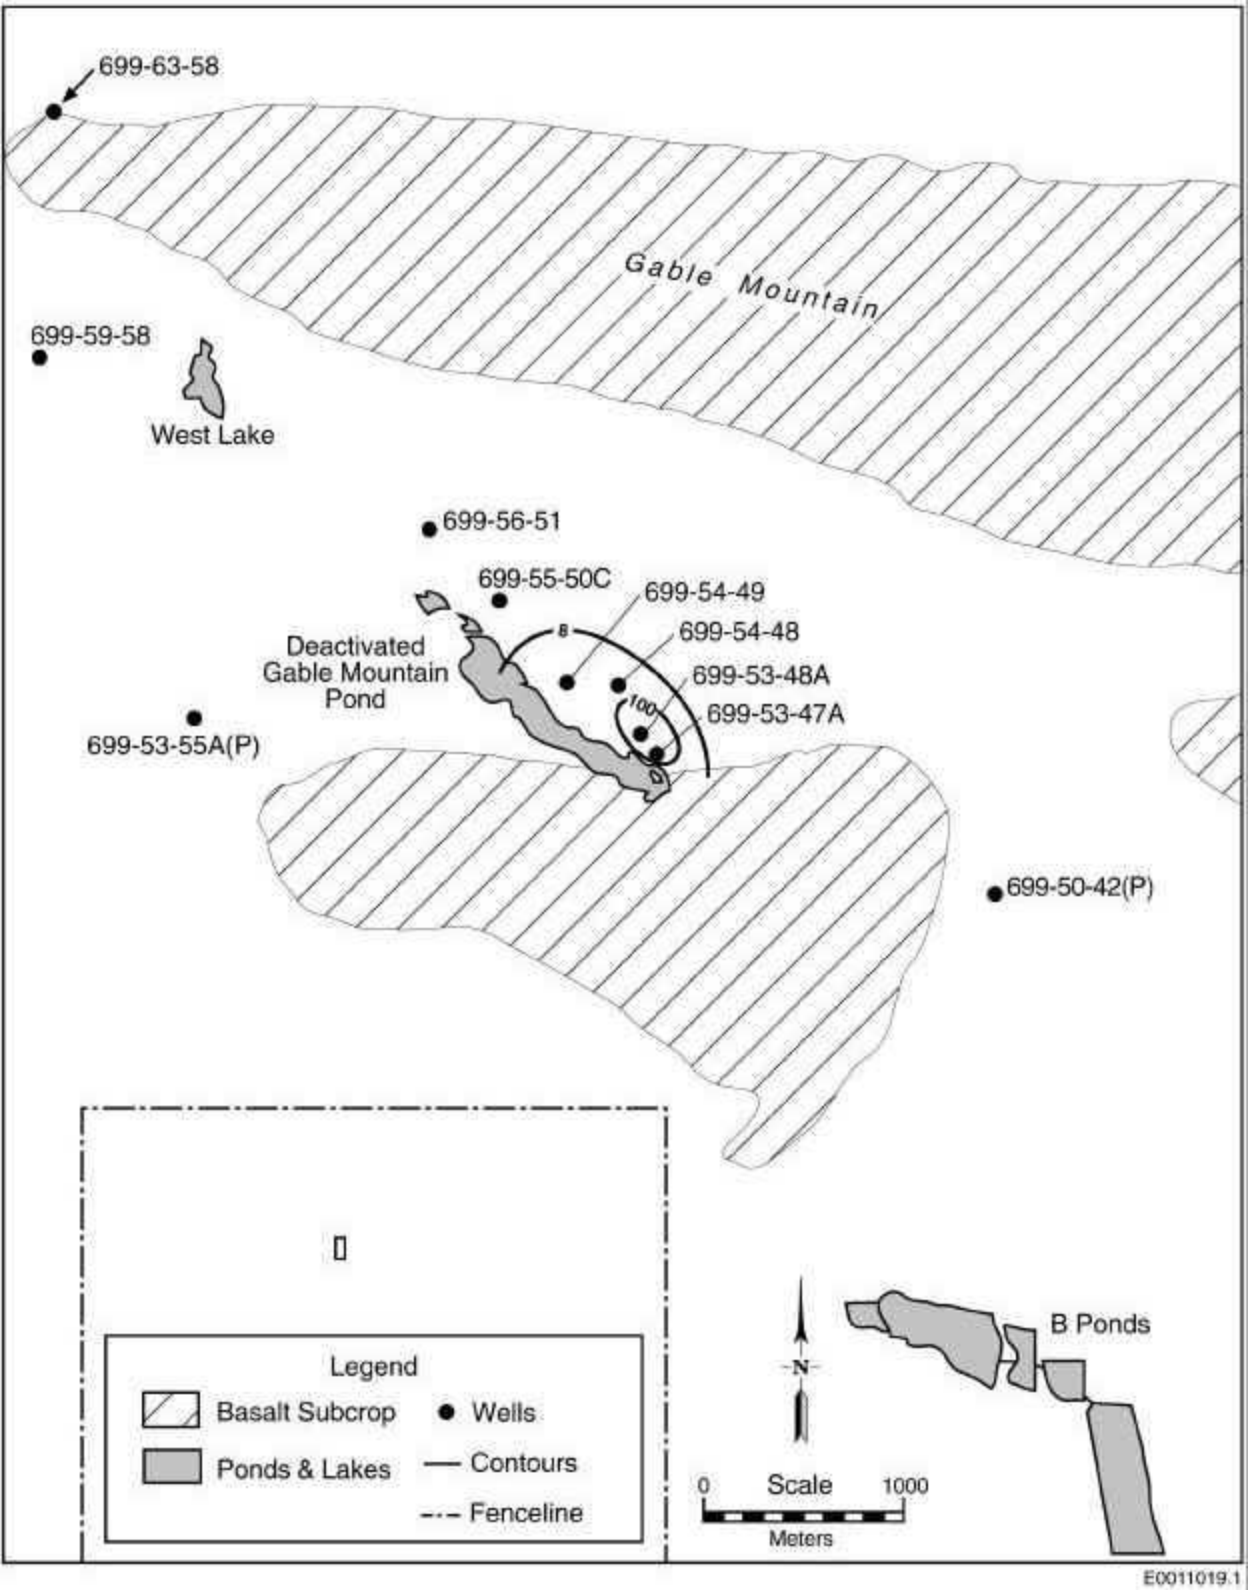 699-63-58
Gable Mountain
699-59-58
West Lake
699-56-51
699-55-50C
699-54-49
8
699-54-48
Deactivated
Gable Mountain
Pond
699-53-48A
100
699-53-47A
699-53-55A(P)
699-50-42(P)
B Ponds
Legend
Basalt Subcrop
Wells
Ponds & Lakes
Contours
Fenceline
N
0 Scale 1000
Meters
E0011019.1